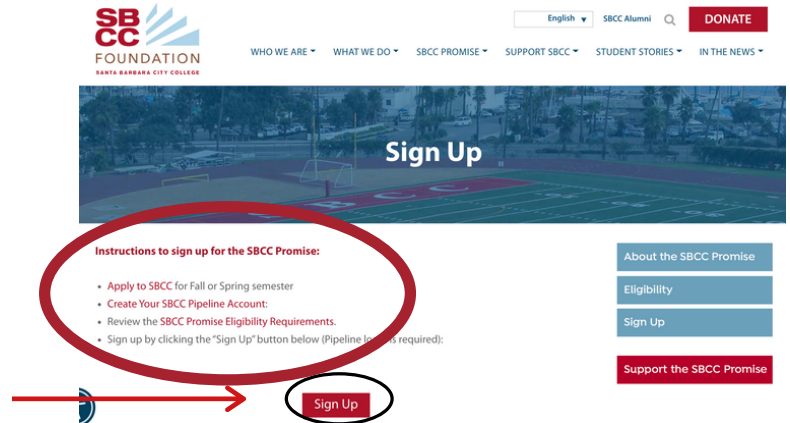 SB
CC
FOUNDATION
SANTA BARBARA CITY COLLEGE
English SBCC Alumni DONATE
WHO WE ARE WHAT WE DO SBCC PROMISE SUPPORT SBCC STUDENT STORIES IN THE NEWS
Sign Up
SBCC
Instructions to sign up for the SBCC Promise:
• Apply to SBCC for Fall or Spring semester
• Create Your SBCC Pipeline Account:
• Review the SBCC Promise Eligibility Requirements.
• Sign up by clicking the "Sign Up" button below (Pipeline login is required):
Sign Up
About the SBCC Promise
Eligibility
Sign Up
Support the SBCC Promise